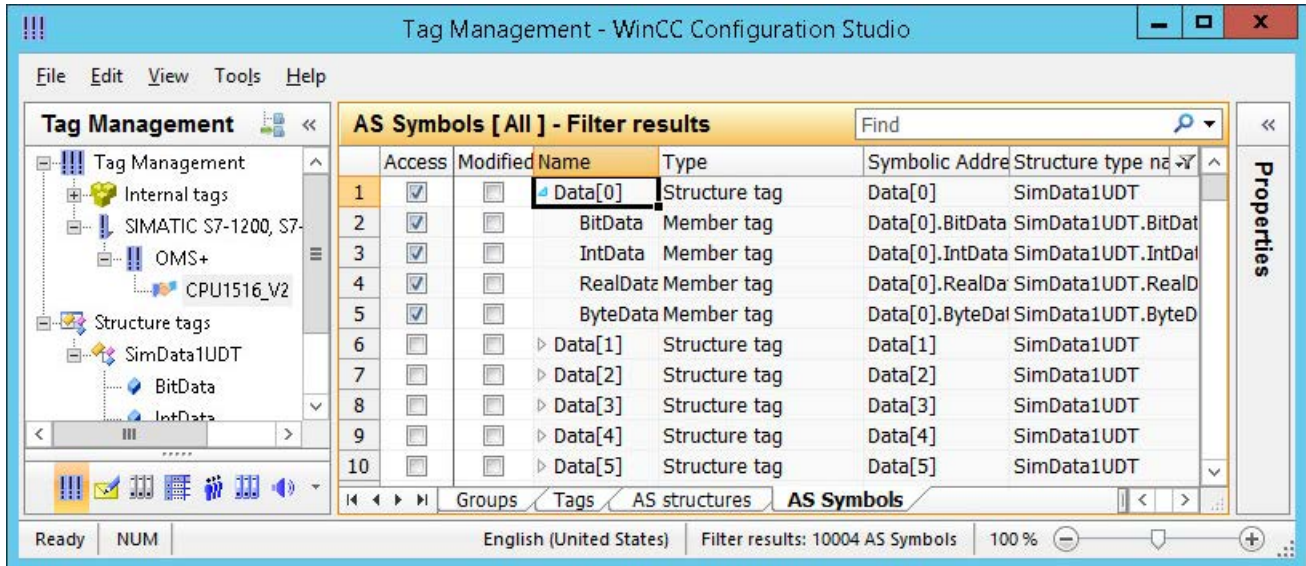 Tag Management - WinCC Configuration Studio
File Edit View Tools Help
Tag Management
AS Symbols [ All ] - Filter results
Find
Tag Management
Internal tags
SIMATIC S7-1200, S7-
OMS+
CPU1516_V2
Structure tags
SimData1UDT
BitData
IntData
Access Modified Name Type Symbolic Addre Structure type na
1 Data[0] Structure tag Data[0] SimData1UDT
2 BitData Member tag Data[0].BitData SimData1UDT.BitDat
3 IntData Member tag Data[0].IntData SimData1UDT.IntDat
4 RealData Member tag Data[0].RealDa SimData1UDT.RealD
5 ByteData Member tag Data[0].ByteDat SimData1UDT.ByteD
6 Data[1] Structure tag Data[1] SimData1UDT
7 Data[2] Structure tag Data[2] SimData1UDT
8 Data[3] Structure tag Data[3] SimData1UDT
9 Data[4] Structure tag Data[4] SimData1UDT
10 Data[5] Structure tag Data[5] SimData1UDT
Groups Tags AS structures AS Symbols
Properties
Ready NUM English (United States) Filter results: 10004 AS Symbols 100 %